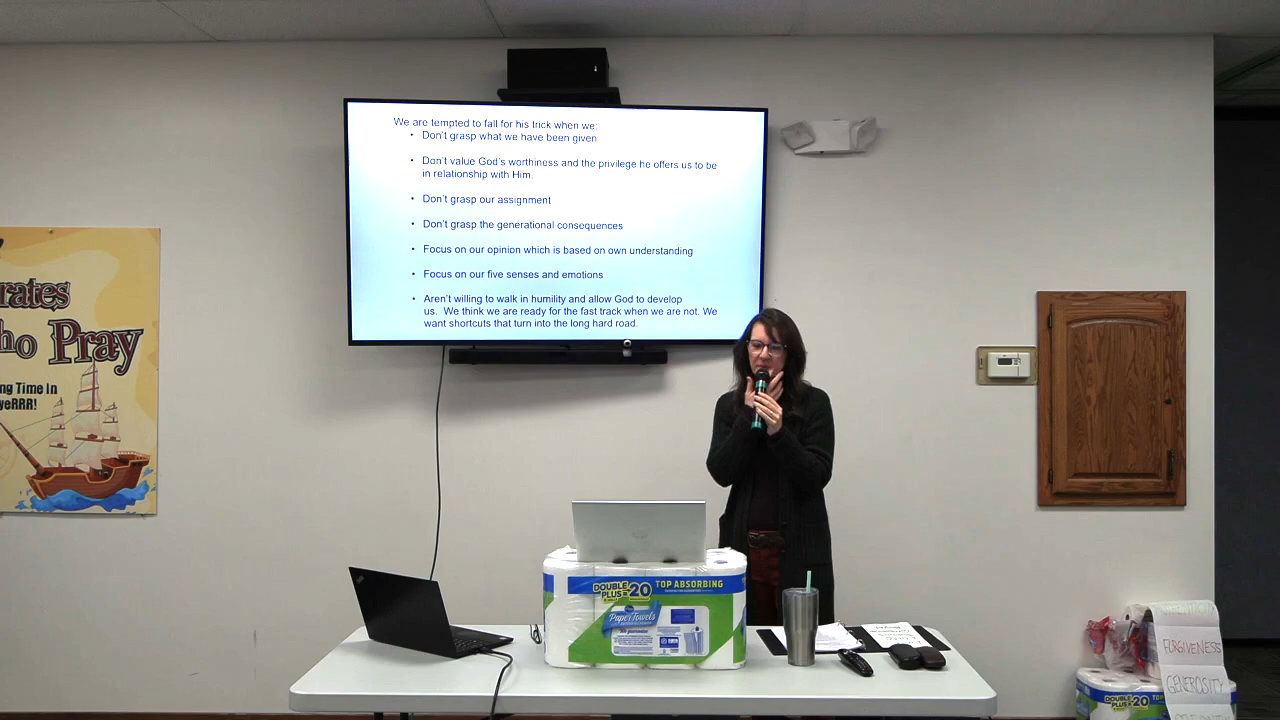 We are tempted to fall for his trick when we:
• Don't grasp what we have been given
• Don't value God's worthiness and the privilege he offers us to be
in relationship with Him.
• Don't grasp our assignment
• Don't grasp the generational consequences
• Focus on our opinion which is based on own understanding
• Focus on our five senses and emotions
• Aren't willing to walk in humility and allow God to develop
us. We think we are ready for the fast track when we are not. We
want shortcuts that turn into the long hard road.
rates
ho Pray
ng Time In
yeRRR!
DOUBLE PLUS = 20
TOP ABSORBING
Paper Towels
FORGIVENESS
GENEROSITY
DOUBLE PLUS = 20